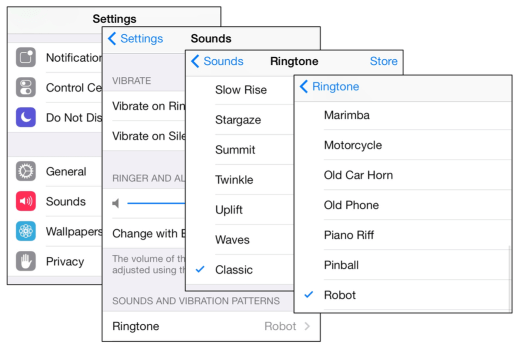 Settings
Notification
Control Ce
Do Not Dis
General
Sounds
Wallpapers
Privacy
Settings
Sounds
VIBRATE
Vibrate on Rin
Vibrate on Sile
RINGER AND AL
Change with B
The volume of th
adjusted using th
SOUNDS AND VIBRATION PATTERNS
Ringtone
Robot
Sounds
Ringtone
Store
Slow Rise
Stargaze
Summit
Twinkle
Uplift
Waves
Classic
Ringtone
Marimba
Motorcycle
Old Car Horn
Old Phone
Piano Riff
Pinball
Robot